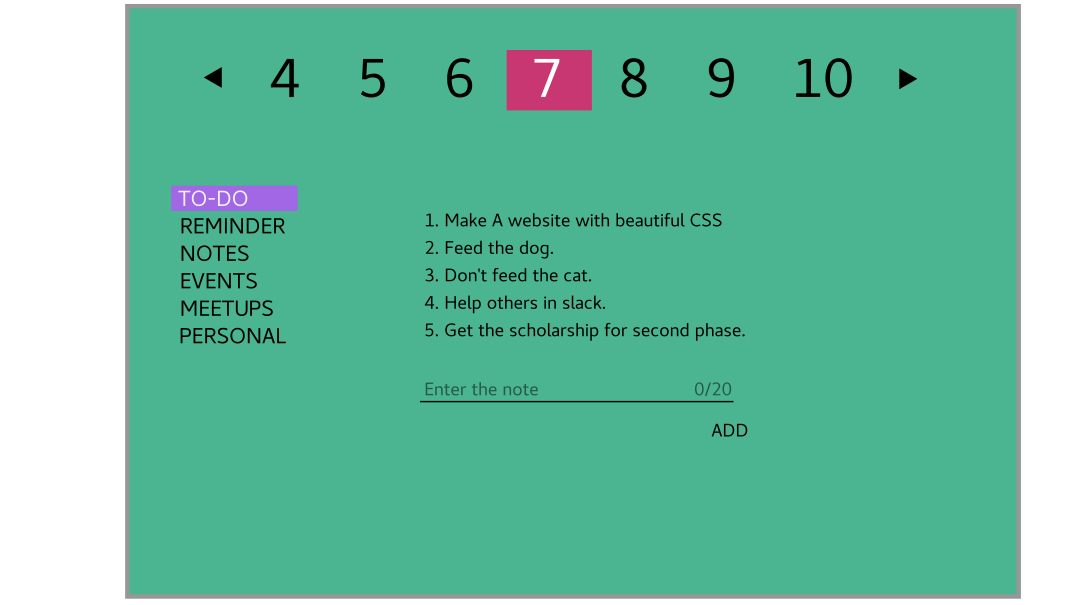 ◀ 4 5 6 7 8 9 10 ▶
TO-DO
REMINDER
NOTES
EVENTS
MEETUPS
PERSONAL
1. Make A website with beautiful CSS
2. Feed the dog.
3. Don't feed the cat.
4. Help others in slack.
5. Get the scholarship for second phase.
Enter the note 0/20
ADD